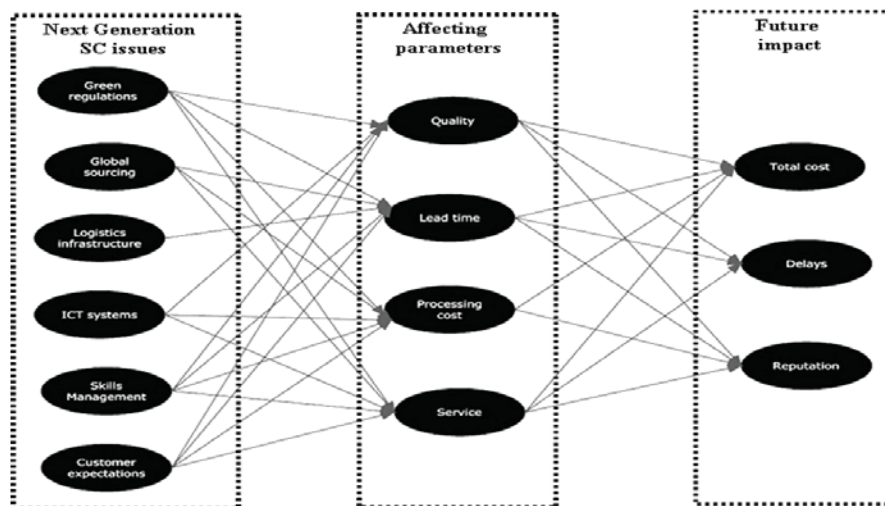 Next Generation
SC issues
Green
regulations
Global
sourcing
Logistics
infrastructure
ICT systems
Skills
Management
Customer
expectations
Affecting
parameters
Quality
Lead time
Processing
cost
Service
Future
impact
Total cost
Delays
Reputation